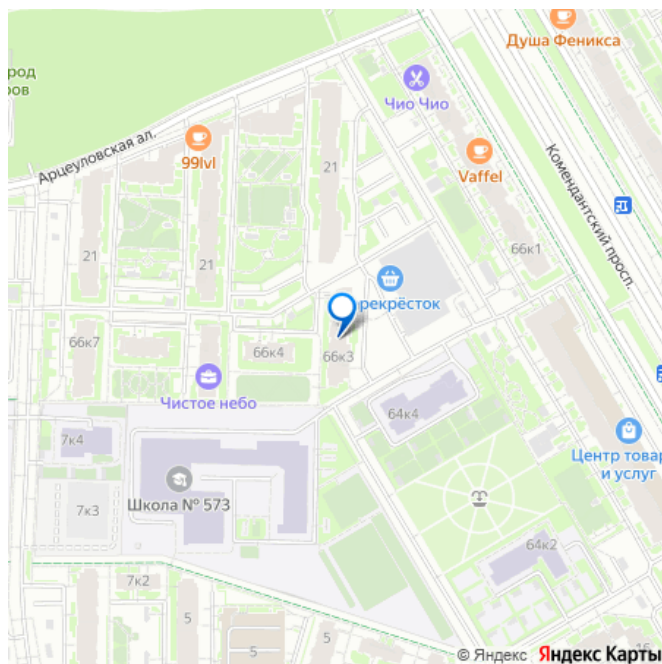 Душа Феникса
род
ров
Чио Чио
Арцеуловская ал.
99lvl
Vaffel
Комендантский просп.
21
21
21
66к1
рекрёсток
66к7
66к4
66к3
Чистое небо
64к4
7к4
Центр това
и услуг
Школа № 573
7к3
64к2
7к2
5
5
5
1б
© Яндекс Яндекс Карты